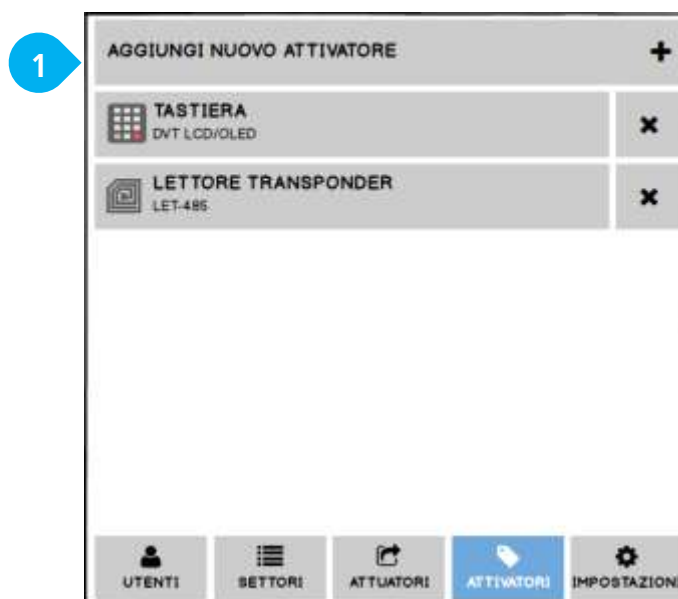 1
AGGIUNGI NUOVO ATTIVATORE +
TASTIERA
DVT LCD/OLED
LETTORE TRANSPONDER
LET-485
UTENTI SETTORI ATTUATORI ATTIVATORI IMPOSTAZIONI